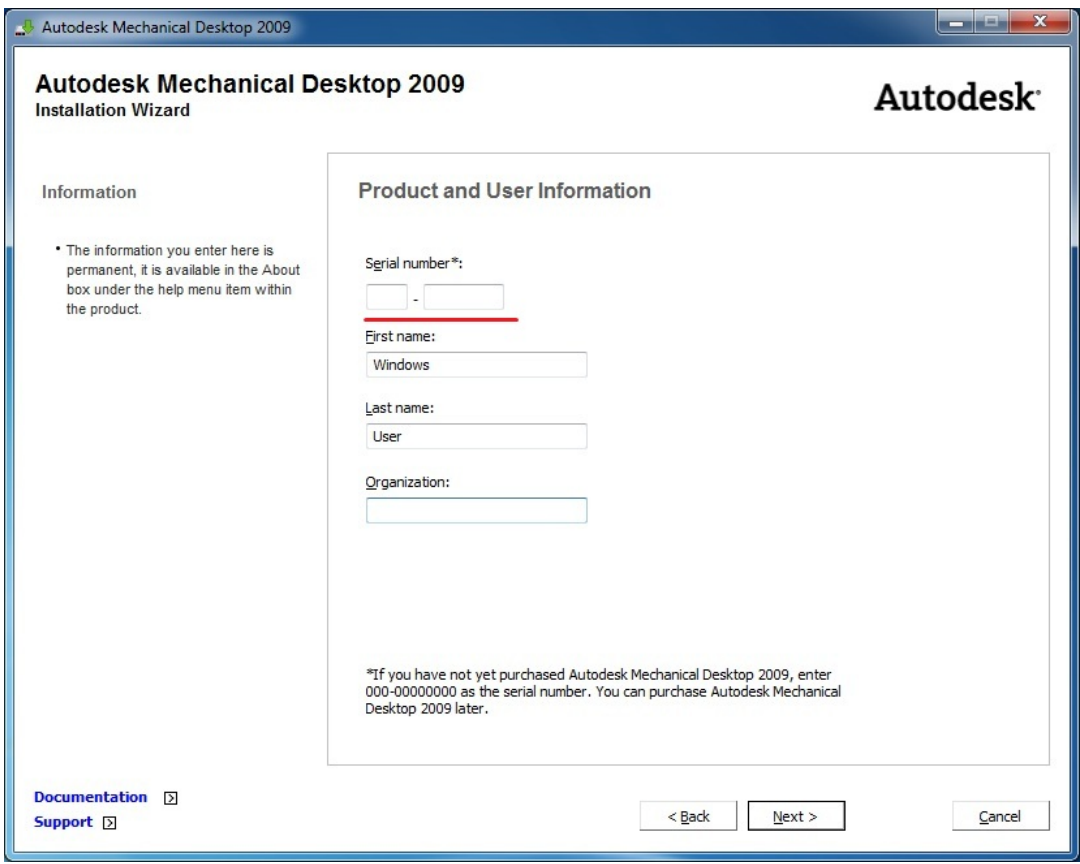 Autodesk Mechanical Desktop 2009
Autodesk Mechanical Desktop 2009
Installation Wizard
Autodesk
Information
• The information you enter here is
permanent, it is available in the About
box under the help menu item within
the product.
Product and User Information
Serial number*:
-
First name:
Windows
Last name:
User
Organization:
*If you have not yet purchased Autodesk Mechanical Desktop 2009, enter
000-00000000 as the serial number. You can purchase Autodesk Mechanical
Desktop 2009 later.
Documentation
Support
< Back
Next >
Cancel